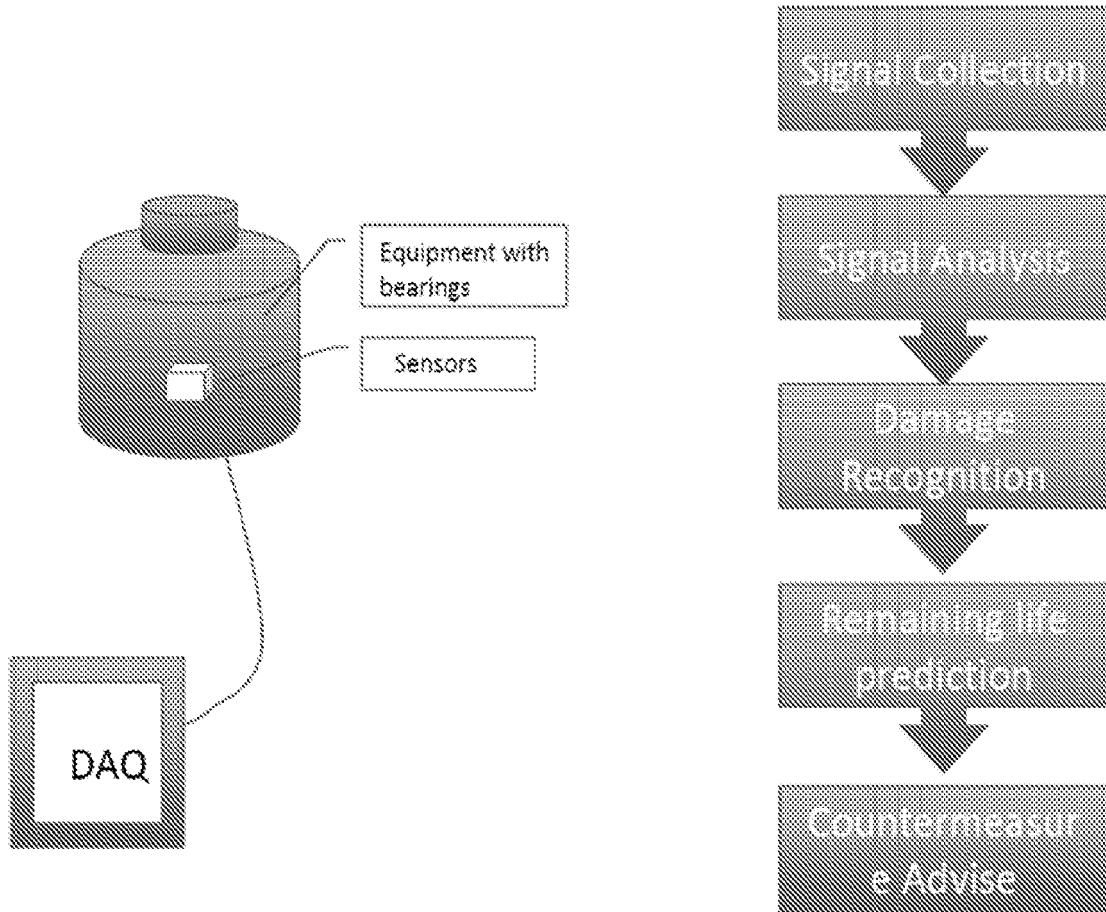 Equipment with
bearings
Sensors
DAQ
Signal Collection
Signal Analysis
Damage
Recognition
Remaining life
prediction
Countermeasur
e Advise